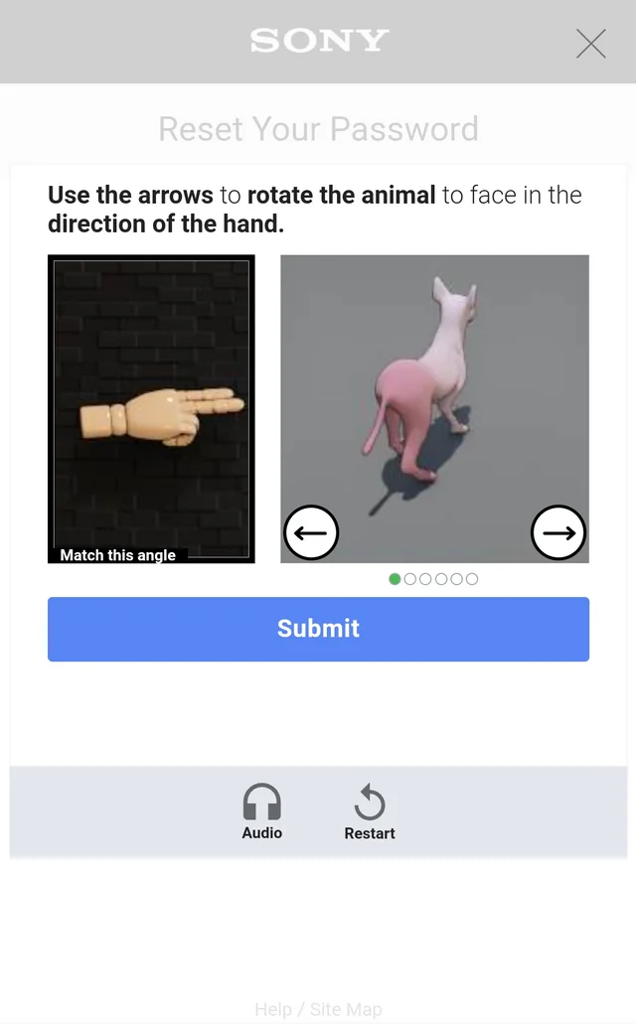 SONY
Reset Your Password
Use the arrows to rotate the animal to face in the
direction of the hand.
Match this angle
Submit
Audio
Restart
Help / Site Map